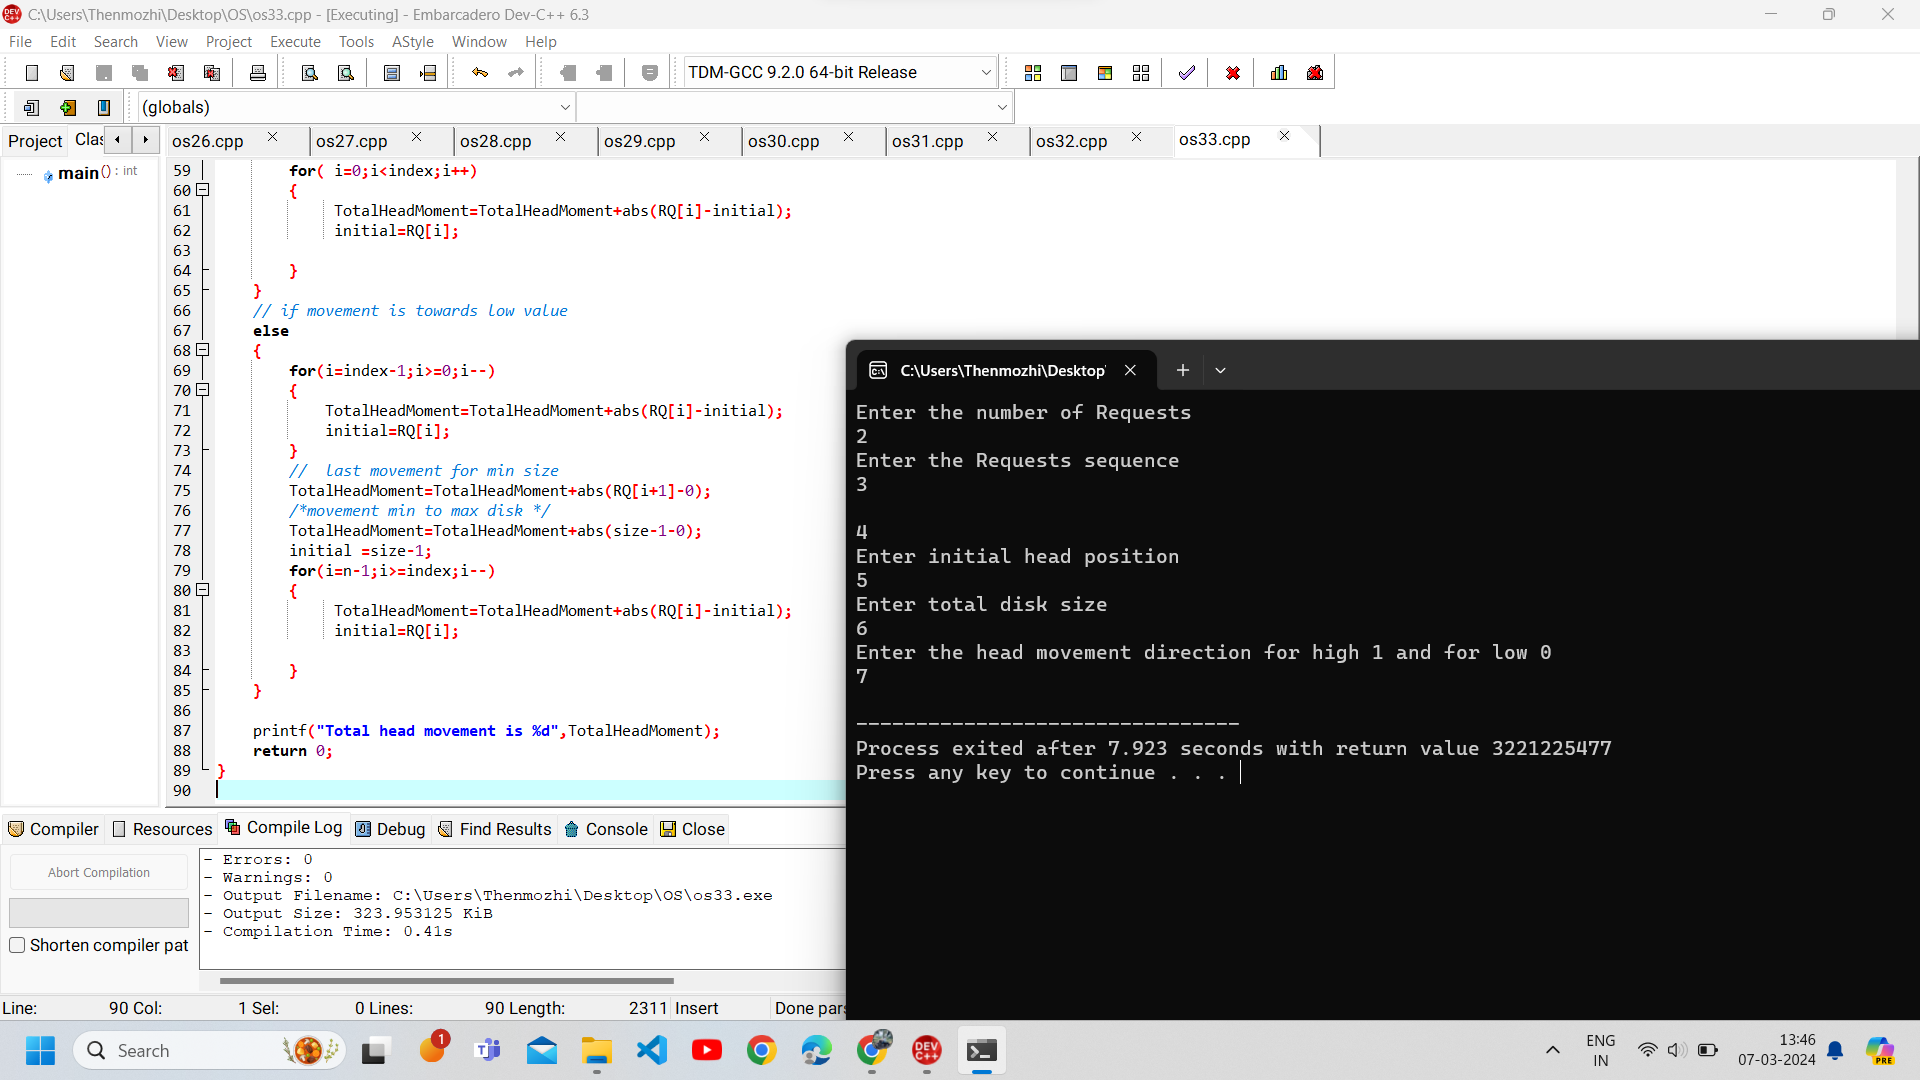 C:\Users\Thenmozhi\Desktop\OS\os33.cpp - [Executing] - Embarcadero Dev-C++ 6.3
File Edit Search View Project Execute Tools AStyle Window Help
TDM-GCC 9.2.0 64-bit Release
(globals)
Project Clas
os26.cpp os27.cpp os28.cpp os29.cpp os30.cpp os31.cpp os32.cpp os33.cpp
main() : int
59 for( i=0;i<index;i++)
60 {
61 TotalHeadMoment=TotalHeadMoment+abs(RQ[i]-initial);
62 initial=RQ[i];
63
64 }
65 }
66 // if movement is towards low value
67 else
68 {
69 for(i=index-1;i>=0;i--)
70 {
71 TotalHeadMoment=TotalHeadMoment+abs(RQ[i]-initial);
72 initial=RQ[i];
73 }
74 // last movement for min size
75 TotalHeadMoment=TotalHeadMoment+abs(RQ[i+1]-0);
76 /*movement min to max disk */
77 TotalHeadMoment=TotalHeadMoment+abs(size-1-0);
78 initial =size-1;
79 for(i=n-1;i>=index;i--)
80 {
81 TotalHeadMoment=TotalHeadMoment+abs(RQ[i]-initial);
82 initial=RQ[i];
83
84 }
85 }
86
87 printf("Total head movement is %d",TotalHeadMoment);
88 return 0;
89 }
90
C:\Users\Thenmozhi\Desktop'
Enter the number of Requests
2
Enter the Requests sequence
3
4
Enter initial head position
5
Enter total disk size
6
Enter the head movement direction for high 1 and for low 0
7
--------------------------------
Process exited after 7.923 seconds with return value 3221225477
Press any key to continue . . .
Compiler Resources Compile Log Debug Find Results Console Close
Abort Compilation
Shorten compiler pat
- Errors: 0
- Warnings: 0
- Output Filename: C:\Users\Thenmozhi\Desktop\OS\os33.exe
- Output Size: 323.953125 KiB
- Compilation Time: 0.41s
Line: 90 Col: 1 Sel: 0 Lines: 90 Length: 2311 Insert Done pars
Search
1
DEV C++
ENG
IN
13:46
07-03-2024
PRE